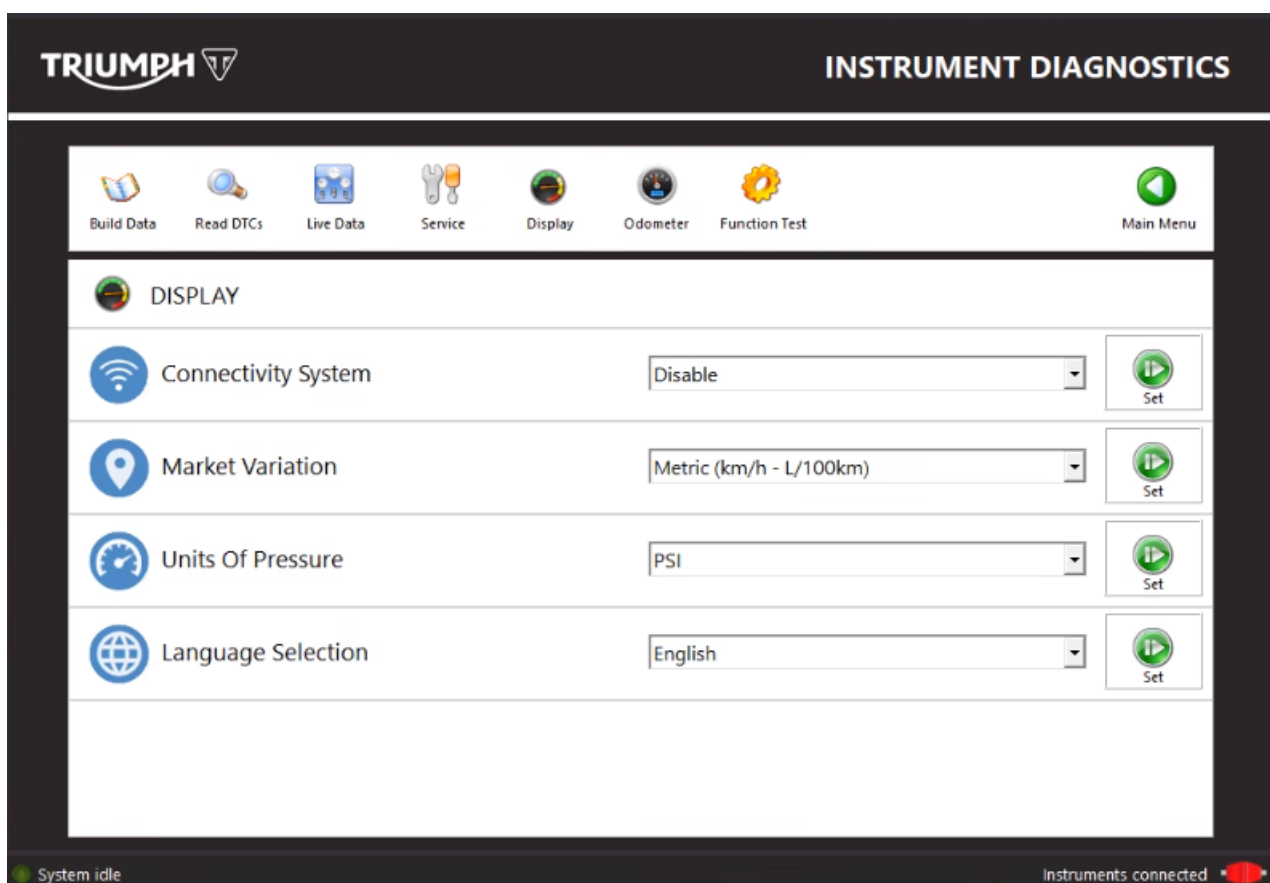 TRIUMPH
INSTRUMENT DIAGNOSTICS
Build Data Read DTCs Live Data Service Display Odometer Function Test Main Menu
DISPLAY
Connectivity System Disable Set
Market Variation Metric (km/h - L/100km) Set
Units Of Pressure PSI Set
Language Selection English Set
System idle Instruments connected